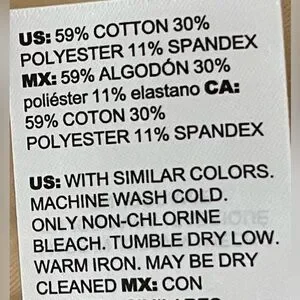 US: 59% COTTON 30%
POLYESTER 11% SPANDEX
MX: 59% ALGODÓN 30%
poliéster 11% elastano CA:
59% COTON 30%
POLYESTER 11% SPANDEX
US: WITH SIMILAR COLORS.
MACHINE WASH COLD.
ONLY NON-CHLORINE
BLEACH. TUMBLE DRY LOW.
WARM IRON. MAY BE DRY
CLEANED MX: CON